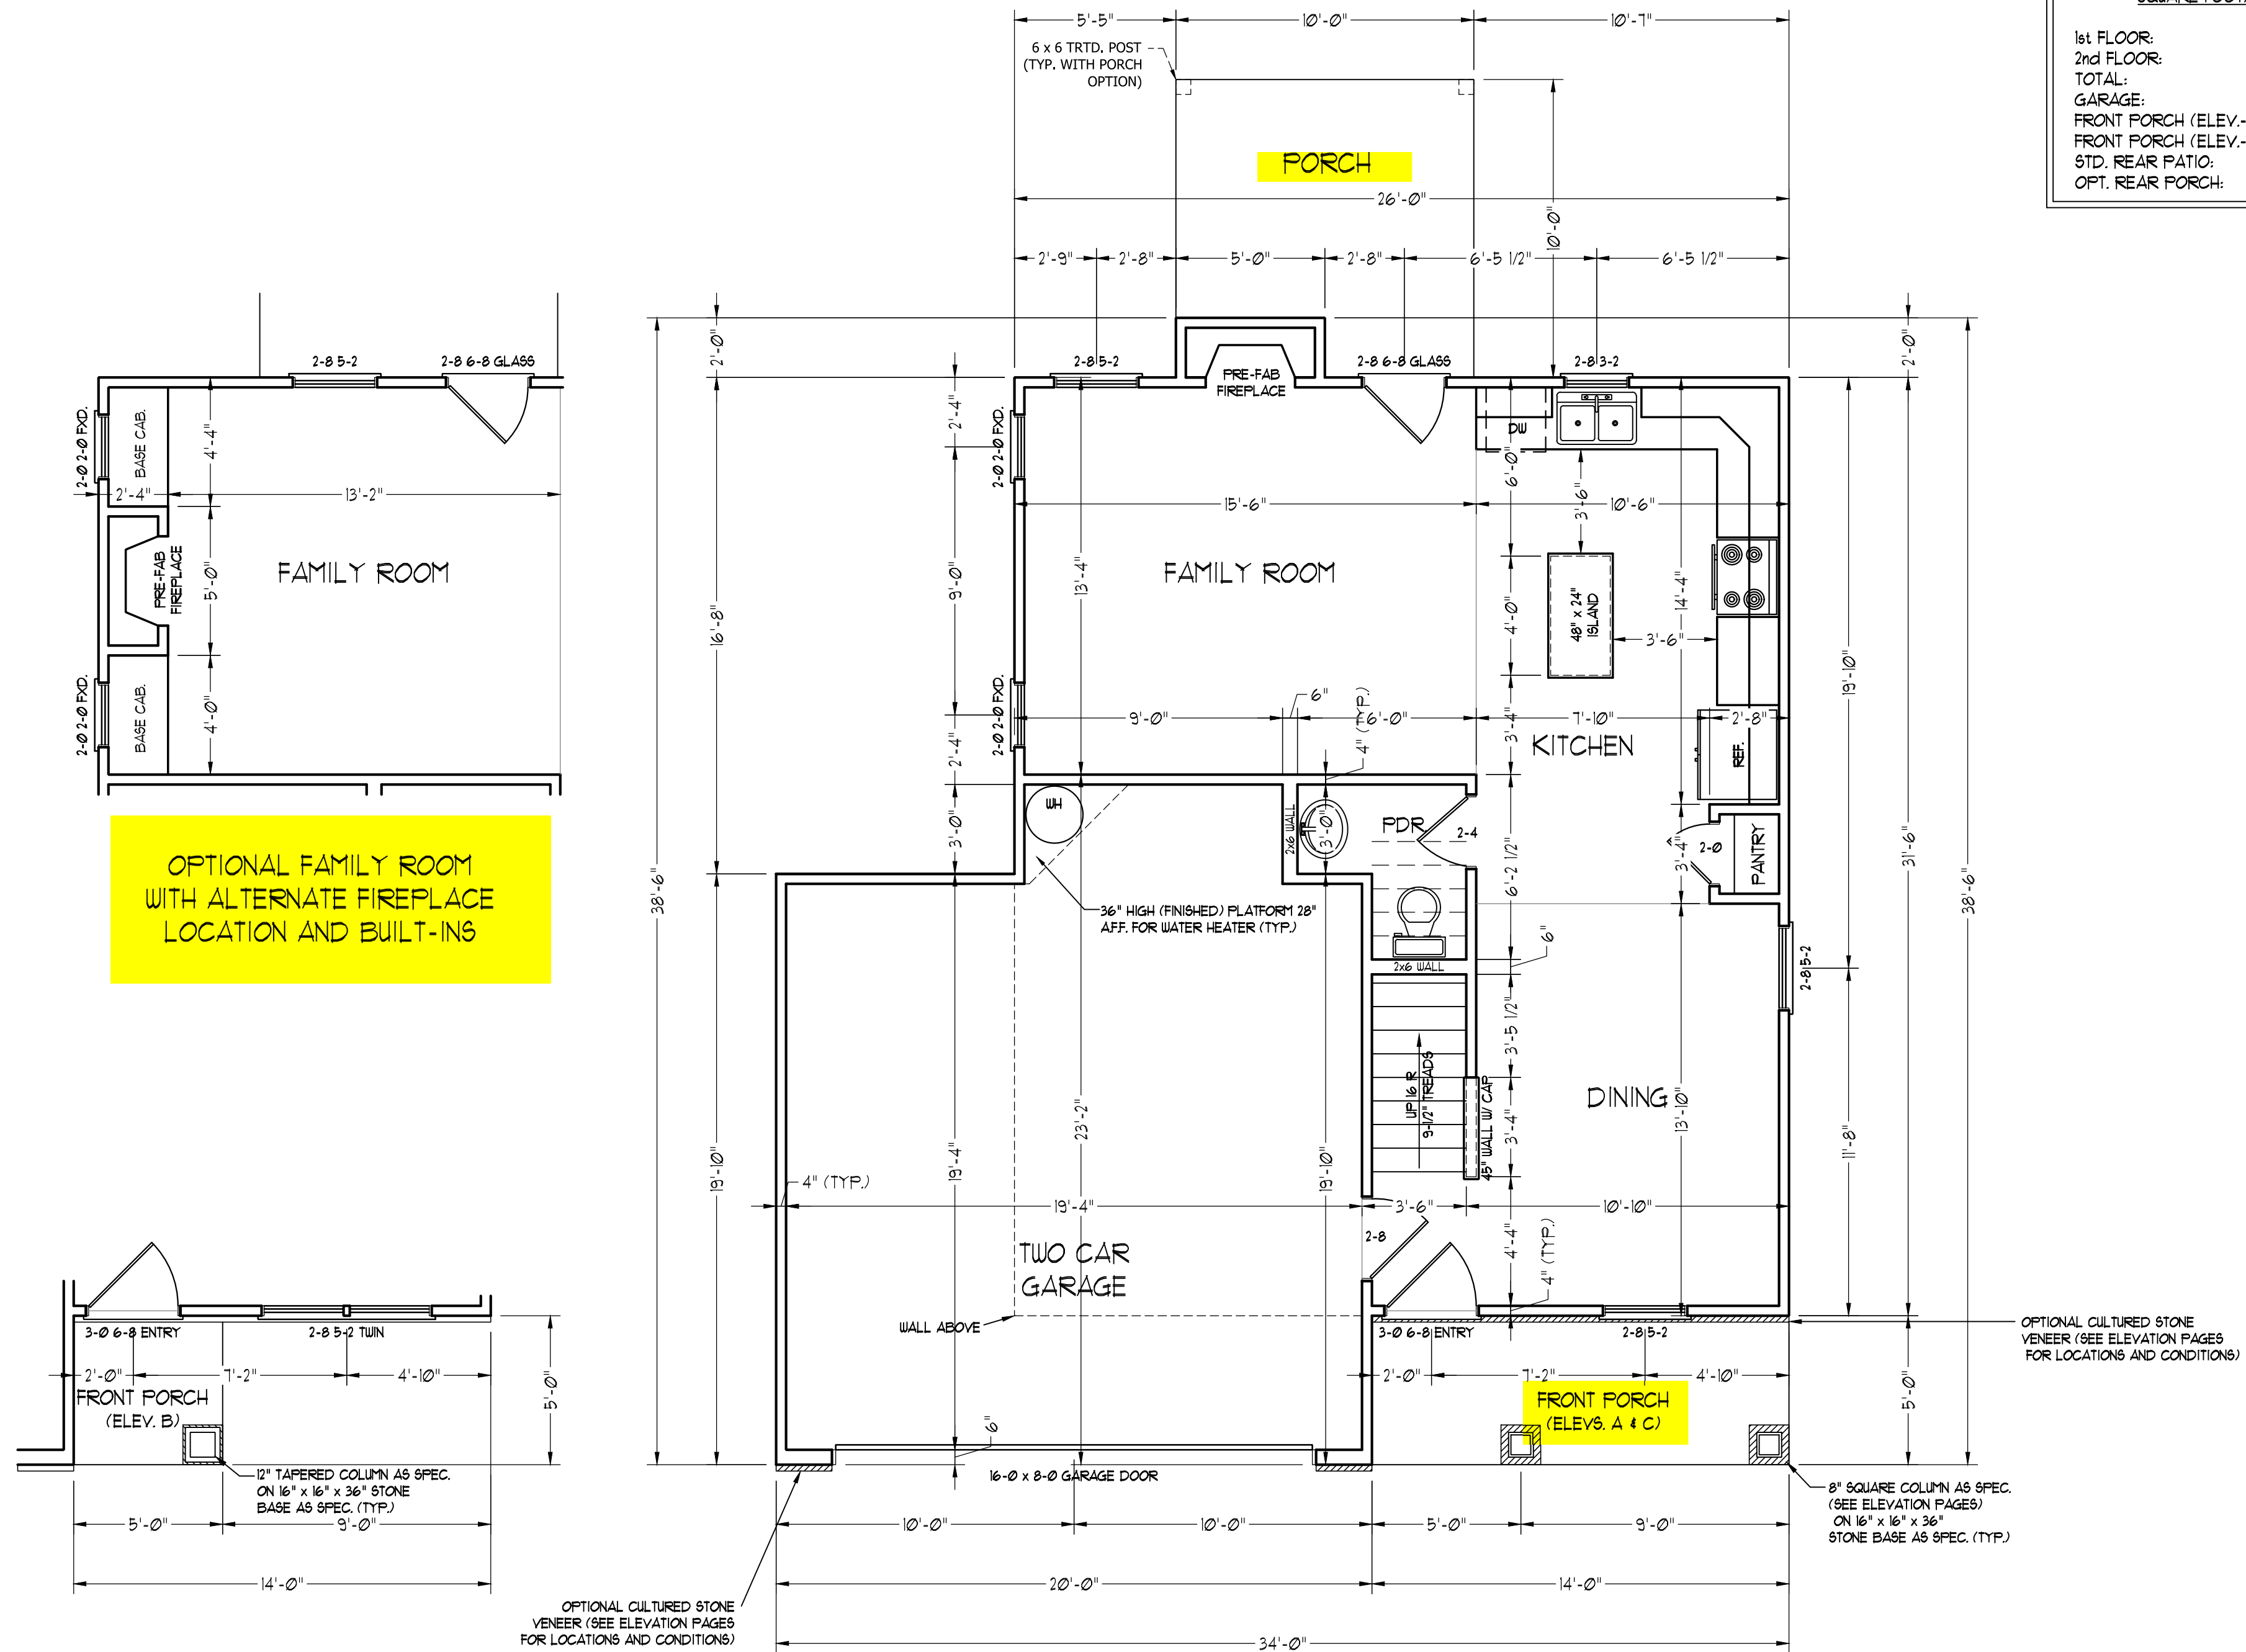 SQUARE FOOTA
1st FLOOR:
2nd FLOOR:
TOTAL:
GARAGE:
FRONT PORCH (ELEV.-
FRONT PORCH (ELEV.-
STD. REAR PATIO:
OPT. REAR PORCH:
5'-5"
10'-0"
10'-7"
6 x 6 TRTD. POST
(TYP. WITH PORCH
OPTION)
PORCH
26'-0"
10'-0"
2'-9"
2'-8"
5'-0"
2'-8"
6'-5 1/2"
6'-5 1/2"
2'-0"
2'-0"
2-8 5-2
2-8 6-8 GLASS
2-0 2-0 FXD.
BASE CAB.
4'-4"
2'-4"
13'-2"
PRE-FAB
FIREPLACE
5'-0"
FAMILY ROOM
2-0 2-0 FXD.
BASE CAB.
4'-0"
OPTIONAL FAMILY ROOM
WITH ALTERNATE FIREPLACE
LOCATION AND BUILT-INS
2-8 5-2
PRE-FAB
FIREPLACE
2-8 6-8 GLASS
2-8 3-2
2'-4"
2-0 2-0 FXD.
DW
6'-0"
3'-6"
15'-6"
10'-6"
FAMILY ROOM
13'-4"
9'-0"
16'-8"
38'-6"
4'-0"
48" x 24"
ISLAND
14'-4"
3'-6"
19'-10"
31'-6"
38'-6"
2-0 2-0 FXD.
2'-4"
9'-0"
6"
6'-0"
4" (TYP.)
3'-4"
7'-10"
2'-8"
KITCHEN
REF.
WH
3'-0"
2x6 WALL
3'-0"
PDR.
2-4
6'-2 1/2"
2-0
3'-4"
PANTRY
36" HIGH (FINISHED) PLATFORM 28"
A.F.F. FOR WATER HEATER (TYP.)
2x6 WALL
6"
2-8 5-2
3'-5 1/2"
UP 16 R
9-1/2" TREADS
45" WALL W/ CAP
3'-4"
DINING
13'-10"
11'-8"
23'-2"
19'-4"
19'-10"
19'-10"
4" (TYP.)
19'-4"
3'-6"
10'-10"
2-8
4'-4"
4" (TYP.)
TWO CAR
GARAGE
WALL ABOVE
3-0 6-8 ENTRY
2-8 5-2
OPTIONAL CULTURED STONE
VENEER (SEE ELEVATION PAGES
FOR LOCATIONS AND CONDITIONS)
2'-0"
7'-2"
4'-10"
5'-0"
FRONT PORCH
(ELEVS. A & C)
6"
16-0 x 8-0 GARAGE DOOR
8" SQUARE COLUMN AS SPEC.
(SEE ELEVATION PAGES)
ON 16" x 16" x 36"
STONE BASE AS SPEC. (TYP.)
10'-0"
10'-0"
5'-0"
9'-0"
20'-0"
14'-0"
34'-0"
OPTIONAL CULTURED STONE
VENEER (SEE ELEVATION PAGES
FOR LOCATIONS AND CONDITIONS)
3-0 6-8 ENTRY
2-8 5-2 TWIN
2'-0"
7'-2"
4'-10"
5'-0"
FRONT PORCH
(ELEV. B)
12" TAPERED COLUMN AS SPEC.
ON 16" x 16" x 36" STONE
BASE AS SPEC. (TYP.)
5'-0"
9'-0"
14'-0"